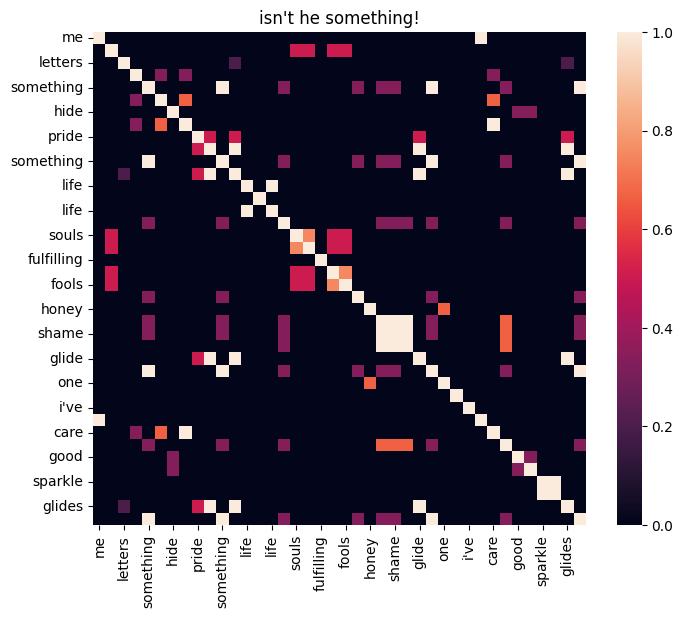 isn't he something!
me
letters
something
hide
pride
something
life
life
souls
fulfilling
fools
honey
shame
glide
one
i've
care
good
sparkle
glides
1.0
0.8
0.6
0.4
0.2
0.0
me
letters
something
hide
pride
something
life
life
souls
fulfilling
fools
honey
shame
glide
one
i've
care
good
sparkle
glides